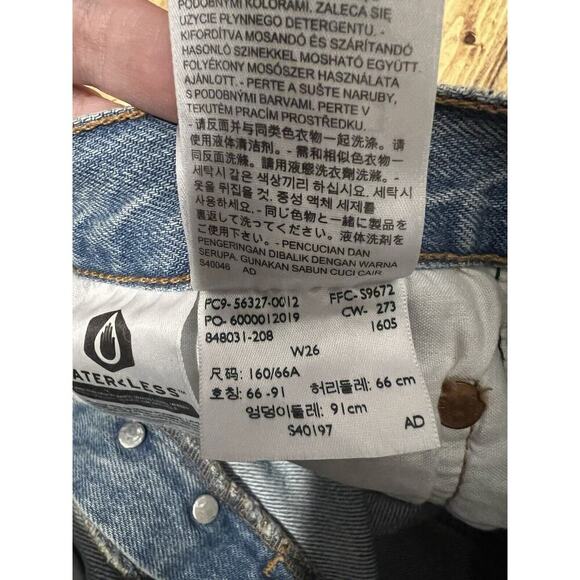 PODOBNYMI KOLORAMI, ZALECA SIĘ
UŻYCIE PŁYNNEGO DETERGENTU. -
KIFORDÍTVA MOSANDÓ ÉS SZÁRÍTANDÓ
HASONLÓ SZINEKKEL MOSHATÓ EGYÜTT.
FOLYÉKONY MOSÓSZER HASZNÁLATA
AJÁNLOTT. - PERTE A SUŠTE NARUBY,
S PODOBNÝMI BARVAMI. PERTE V
TEKUTÉM PRACÍM PROSTŘEDKU.
- 请反面并与同类色衣物一起洗涤。请
使用液体清洁剂。- 需和相似色衣物一
同反面洗滌。請用液態洗衣劑洗滌。-
세탁시 같은 색상끼리 하십시요. 세탁시
옷을 뒤집을 것. 중성 액체 세제를
사용하세요. - 同じ色物と一緒に製品を
裏返して洗ってください。液体洗剤を
ご使用下さい。- PENCUCIAN DAN
PENGERINGAN DIBALIK DENGAN WARNA
SERUPA. GUNAKAN SABUN CUCI CAIR
S40046 AD
PC9- 56327-0012 FFC- S9672
PO- 6000012019 CW- 273
848031-208 1605
W26
尺码: 160/66A
호칭: 66 -91 허리둘레: 66 cm
엉덩이둘레: 91cm
S40197 AD
ATER<LESS™